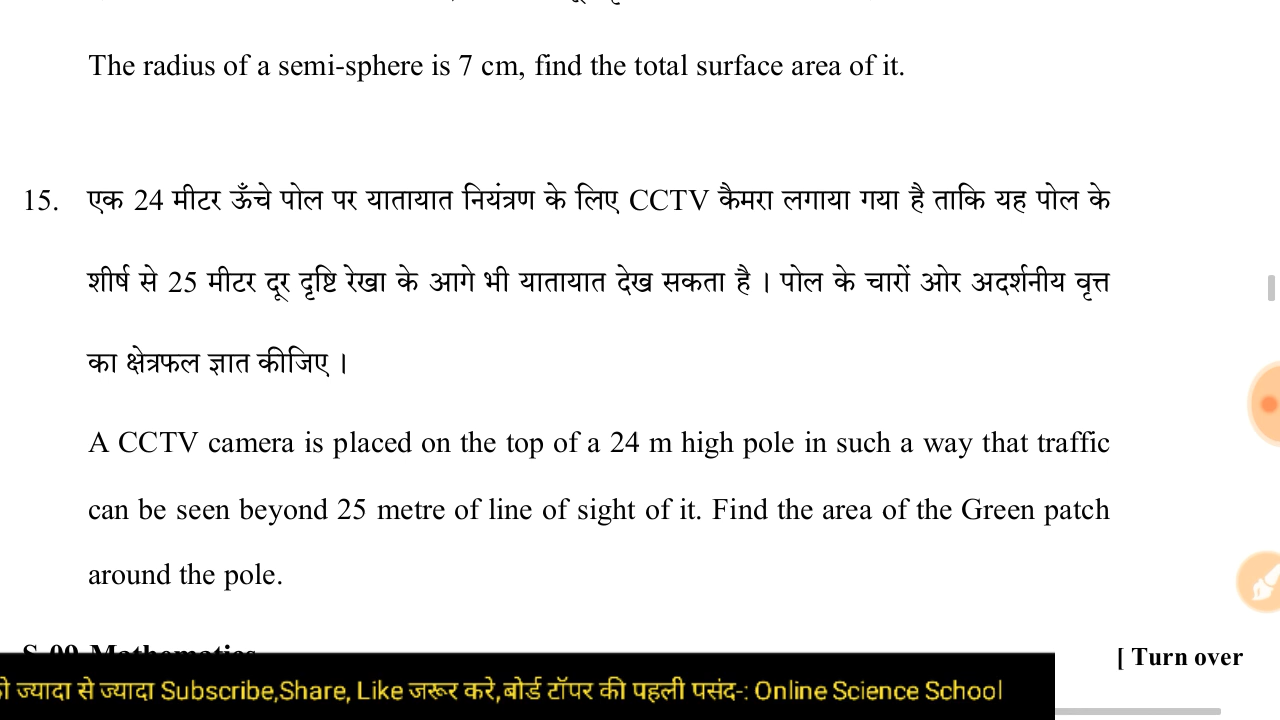 The radius of a semi-sphere is 7 cm, find the total surface area of it.
15. एक 24 मीटर ऊँचे पोल पर यातायात नियंत्रण के लिए CCTV कैमरा लगाया गया है ताकि यह पोल के
शीर्ष से 25 मीटर दूर दृष्टि रेखा के आगे भी यातायात देख सकता है । पोल के चारों ओर अदर्शनीय वृत्त
का क्षेत्रफल ज्ञात कीजिए ।
A CCTV camera is placed on the top of a 24 m high pole in such a way that traffic
can be seen beyond 25 metre of line of sight of it. Find the area of the Green patch
around the pole.
S-09-Mathematics
[ Turn over
ज्यादा से ज्यादा Subscribe,Share, Like जरूर करे,बोर्ड टॉपर की पहली पसंद-: Online Science School